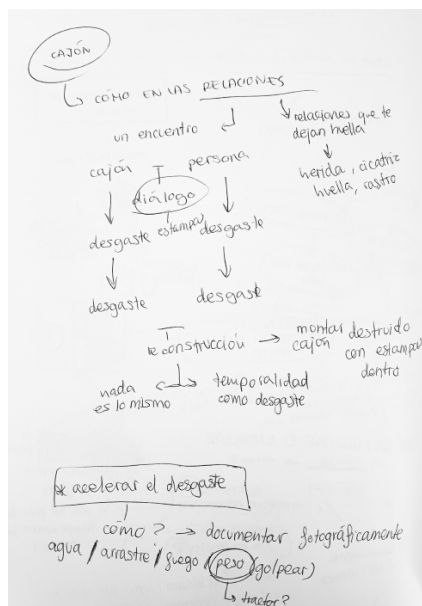 CAJÓN
↳ CÓMO EN LAS RELACIONES
un encuentro
relaciones que te
dejan huella
herida, cicatriz
huella, rastro
cajón persona
diálogo
estampar
desgaste desgaste
desgaste desgaste
reconstrucción → montar destruido
cajón con estampas
dentro
nada
es lo mismo
temporalidad
como desgaste
* acelerar el desgaste
cómo? → documentar fotográficamente
agua / arrastre / fuego / peso (golpear)
↳ tractor?